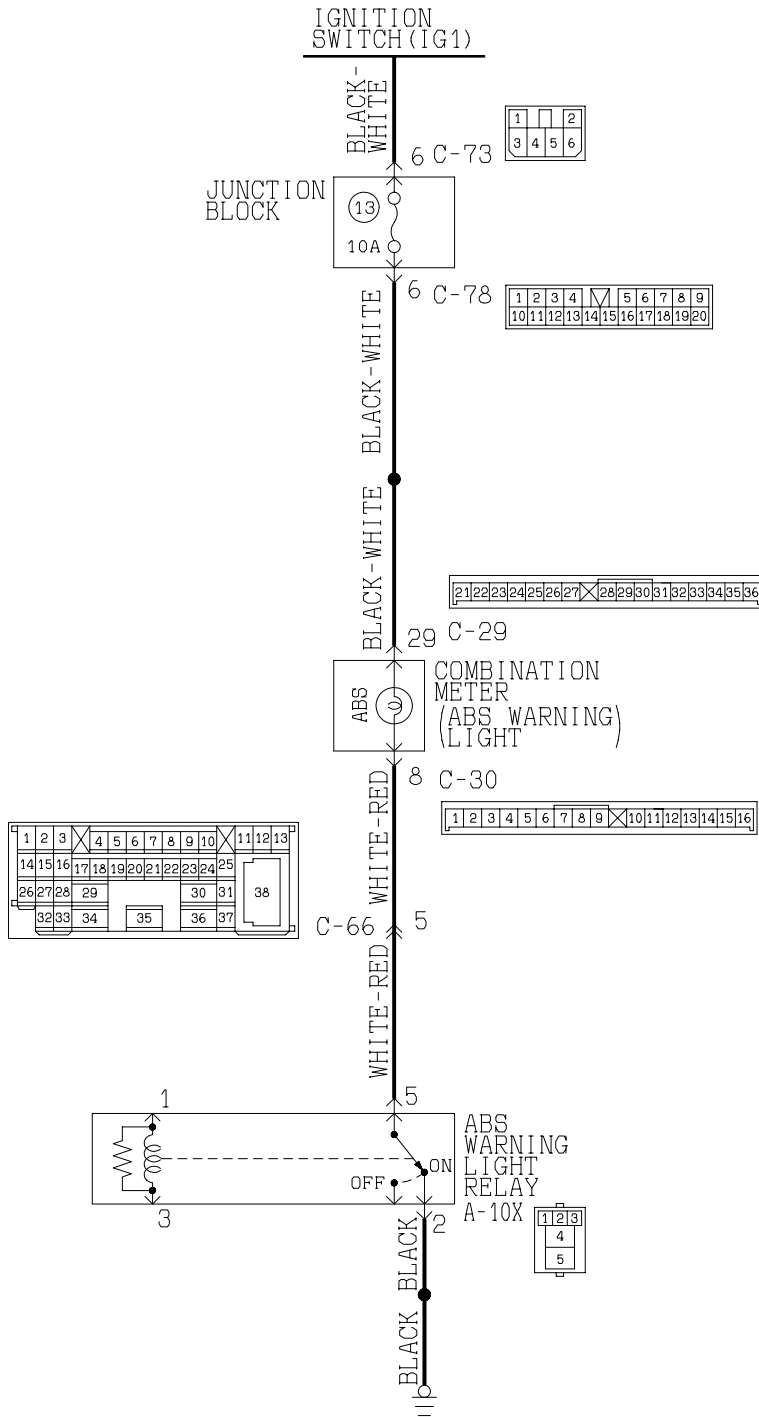 IGNITION
SWITCH(IG1)
BLACK-
WHITE
6 C-73
1 2
3 4 5 6
JUNCTION
BLOCK
13
10A
6 C-78
1 2 3 4 5 6 7 8 9
10 11 12 13 14 15 16 17 18 19 20
BLACK-WHITE
BLACK-WHITE
21 22 23 24 25 26 27 28 29 30 31 32 33 34 35 36
29 C-29
ABS
COMBINATION
METER
(ABS WARNING)
(LIGHT)
8 C-30
1 2 3 4 5 6 7 8 9 10 11 12 13 14 15 16
WHITE-RED
1 2 3 4 5 6 7 8 9 10 11 12 13
14 15 16 17 18 19 20 21 22 23 24 25
26 27 28 29 30 31 38
32 33 34 35 36 37
C-66 5
WHITE-RED
1 5
ON
OFF
3 2
ABS
WARNING
LIGHT
RELAY
A-10X
1 2 3
4
5
BLACK
BLACK